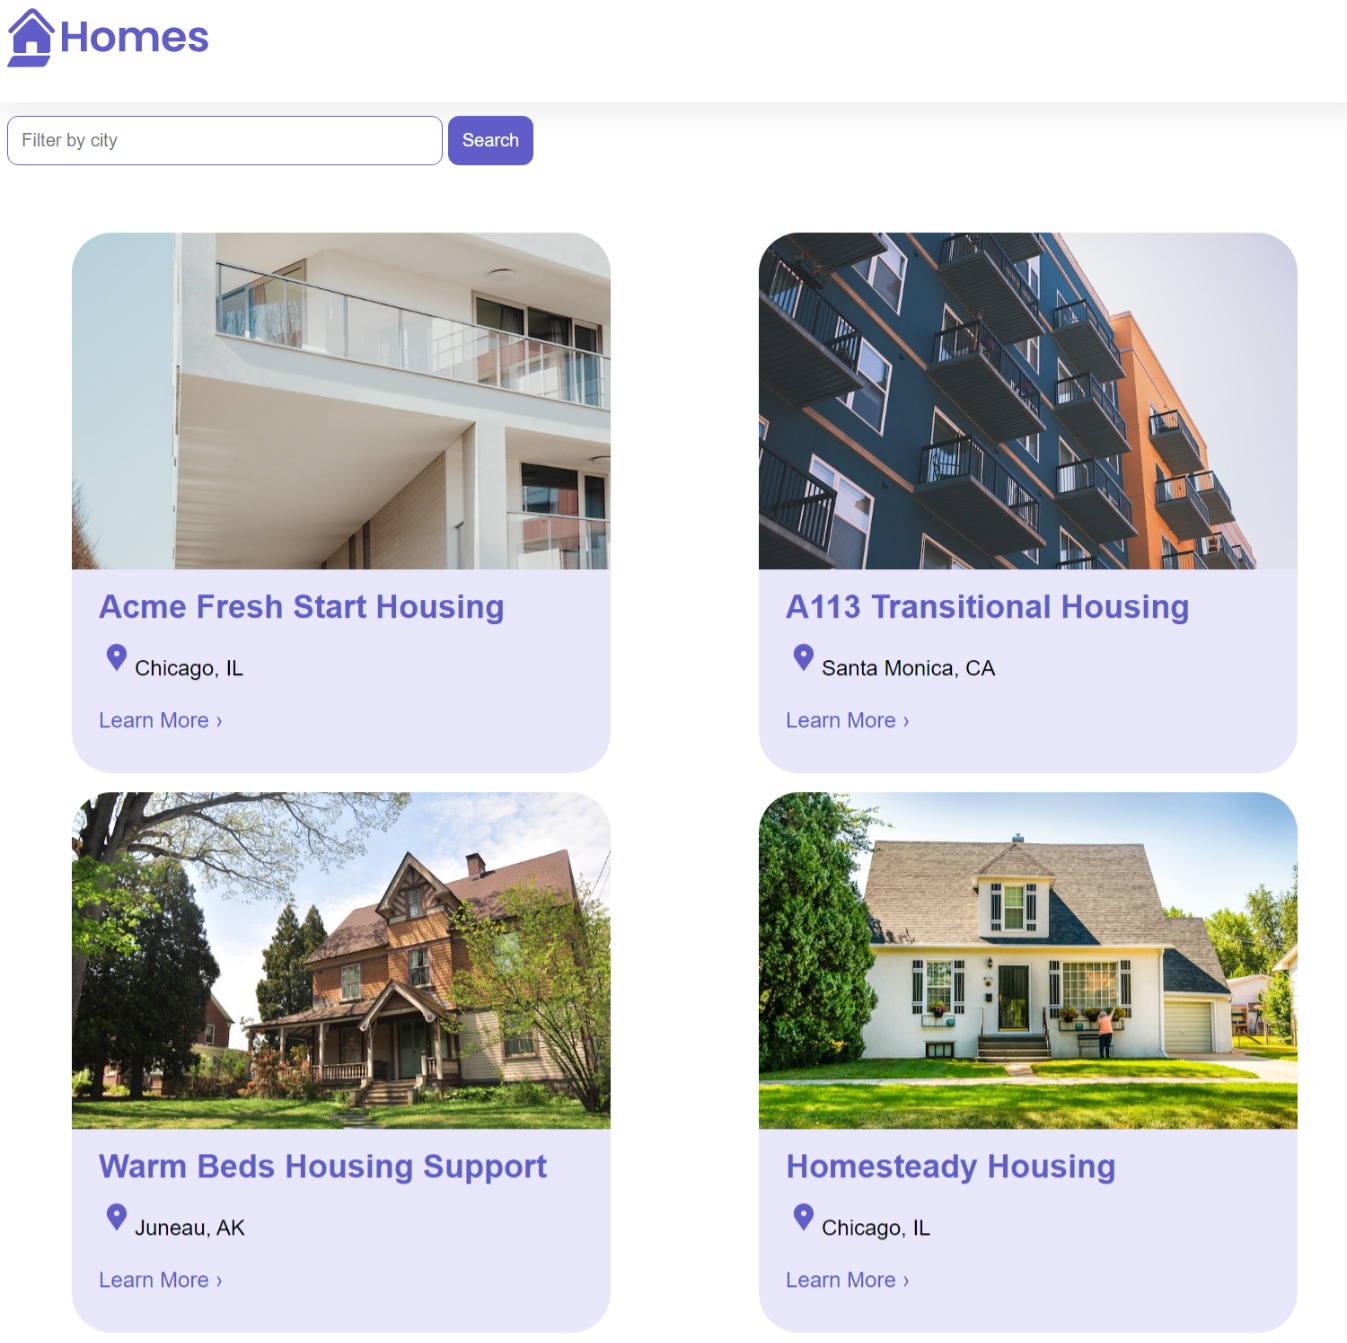 Homes
Filter by city
Search
Acme Fresh Start Housing
Chicago, IL
Learn More ›
A113 Transitional Housing
Santa Monica, CA
Learn More ›
Warm Beds Housing Support
Juneau, AK
Learn More ›
Homesteady Housing
Chicago, IL
Learn More ›